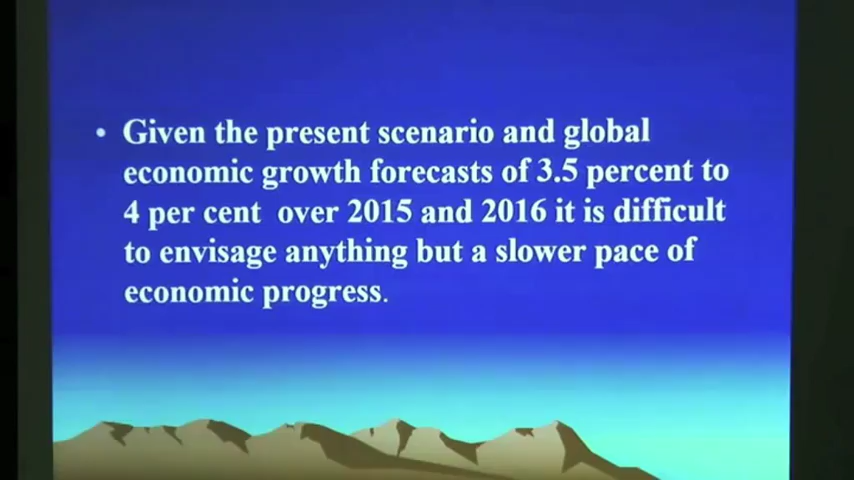 • Given the present scenario and global
economic growth forecasts of 3.5 percent to
4 per cent  over 2015 and 2016 it is difficult
to envisage anything but a slower pace of
economic progress.